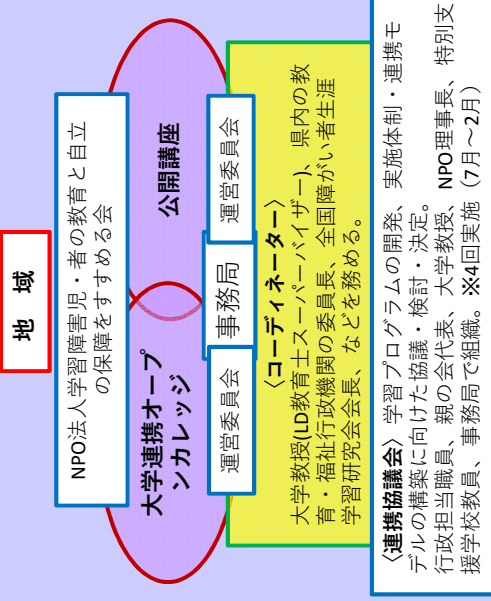 地 域
NPO法人学習障害児・者の教育と自立
の保障をすすめる会
大学連携オープ
ンカレッジ
公開講座
運営委員会
事務局
運営委員会
〈コーディネーター〉
大学教授(LD教育士スーパーバイザー)、県内の教
育・福祉行政機関の委員長、全国障がい者生涯
学習研究会会長、などを務める。
〈連携協議会〉学習プログラムの開発、実施体制・連携モ
デルの構築に向けた協議・検討・決定。
行政担当職員、親の会代表、大学教授、NPO理事長、特別支
援学校教員、事務局で組織。※4回実施（7月～2月）